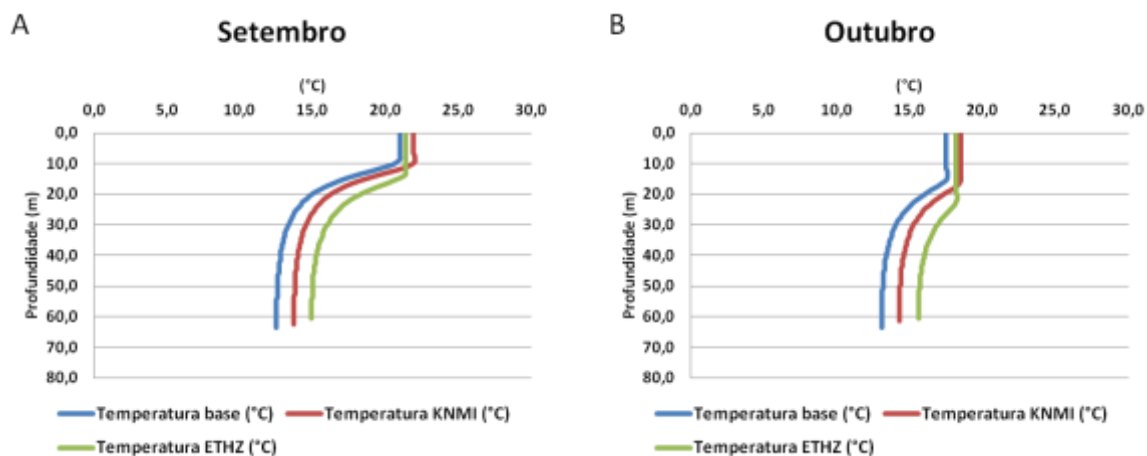 A
Setembro
(°C)
0,0 5,0 10,0 15,0 20,0 25,0 30,0
0,0
10,0
20,0
30,0
40,0
50,0
60,0
70,0
80,0
Profundidade (m)
Temperatura base (°C) Temperatura KNMI (°C)
Temperatura ETHZ (°C)
B
Outubro
(°C)
0,0 5,0 10,0 15,0 20,0 25,0 30,0
0,0
10,0
20,0
30,0
40,0
50,0
60,0
70,0
80,0
Profundidade (m)
Temperatura base (°C) Temperatura KNMI (°C)
Temperatura ETHZ (°C)